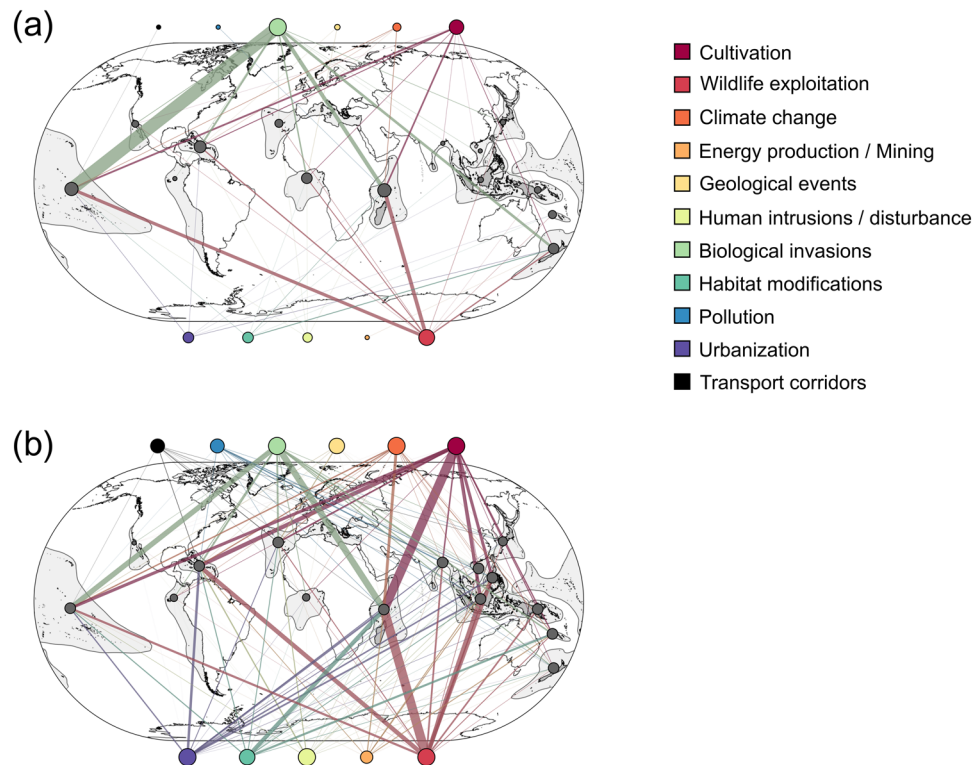 (a)
Cultivation
Wildlife exploitation
Climate change
Energy production / Mining
Geological events
Human intrusions / disturbance
Biological invasions
Habitat modifications
Pollution
Urbanization
Transport corridors
(b)